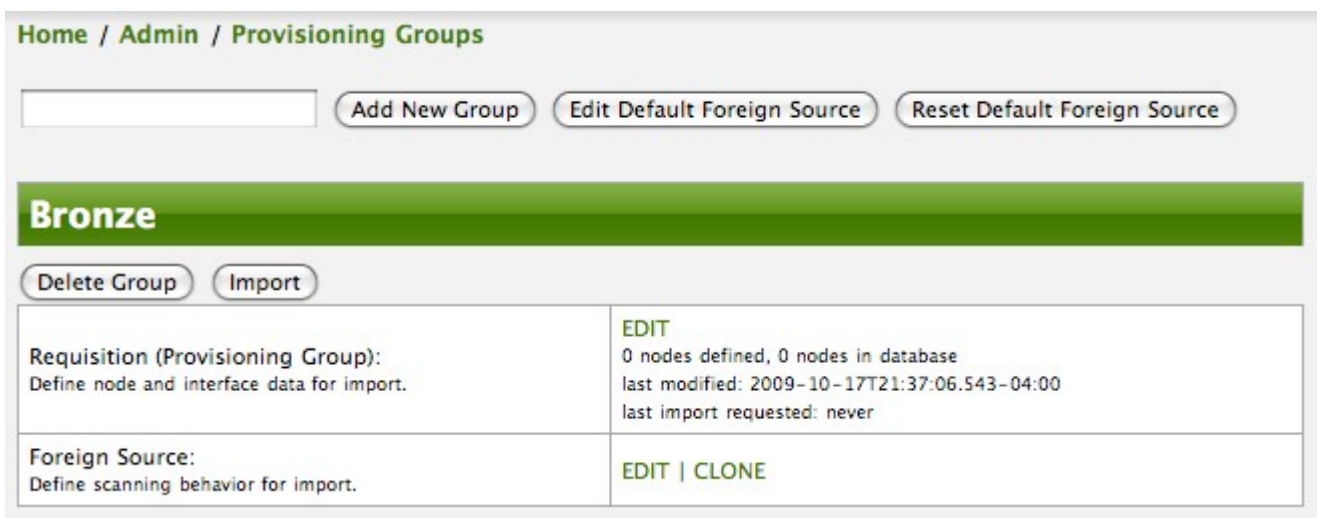 Home / Admin / Provisioning Groups
Add New Group Edit Default Foreign Source Reset Default Foreign Source
Bronze
Delete Group Import
EDIT
Requisition (Provisioning Group):
Define node and interface data for import.
0 nodes defined, 0 nodes in database
last modified: 2009-10-17T21:37:06.543-04:00
last import requested: never
Foreign Source:
Define scanning behavior for import.
EDIT | CLONE